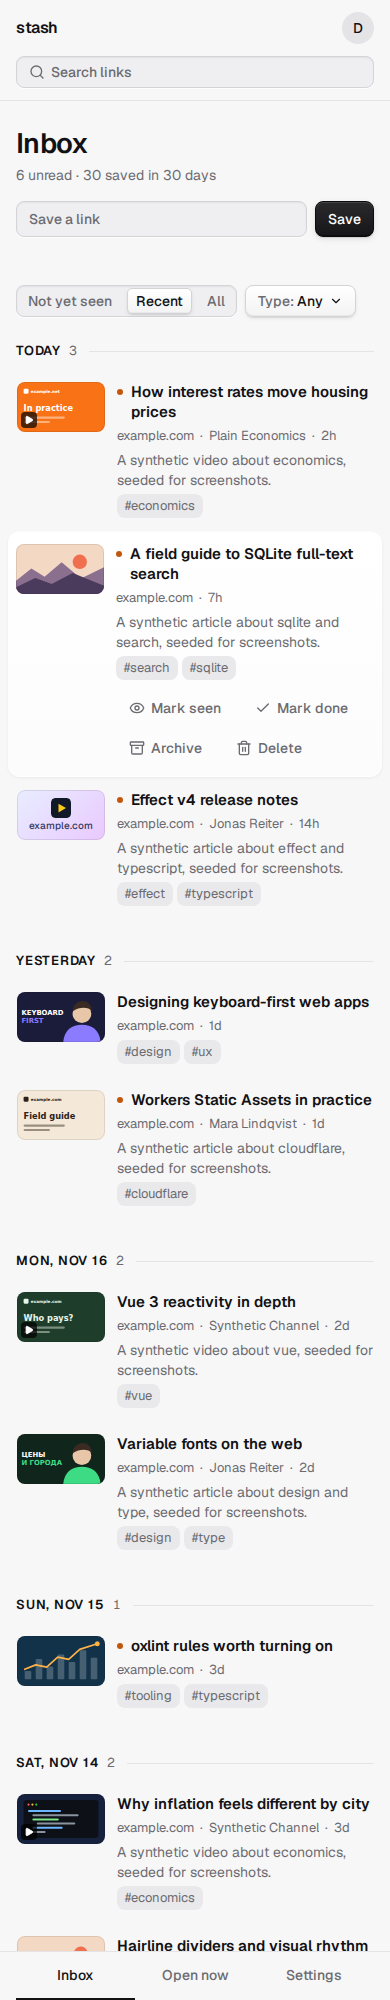 stash
D
Search links
Inbox
6 unread · 30 saved in 30 days
Save a link
Save
Not yet seen
Recent
All
Type: Any
TODAY 3
example.net
In practice
How interest rates move housing
prices
example.com · Plain Economics · 2h
A synthetic video about economics,
seeded for screenshots.
#economics
A field guide to SQLite full-text
search
example.com · 7h
A synthetic article about sqlite and
search, seeded for screenshots.
#search #sqlite
Mark seen
Mark done
Archive
Delete
example.com
Effect v4 release notes
example.com · Jonas Reiter · 14h
A synthetic article about effect and
typescript, seeded for screenshots.
#effect #typescript
YESTERDAY 2
KEYBOARD
FIRST
Designing keyboard-first web apps
example.com · 1d
#design #ux
example.com
Field guide
Workers Static Assets in practice
example.com · Mara Lindqvist · 1d
A synthetic article about cloudflare,
seeded for screenshots.
#cloudflare
MON, NOV 16 2
example.com
Who pays?
Vue 3 reactivity in depth
example.com · Synthetic Channel · 2d
A synthetic video about vue, seeded for
screenshots.
#vue
ЦЕНЫ
И ГОРОДА
Variable fonts on the web
example.com · Jonas Reiter · 2d
A synthetic article about design and
type, seeded for screenshots.
#design #type
SUN, NOV 15 1
oxlint rules worth turning on
example.com · 3d
#tooling #typescript
SAT, NOV 14 2
Why inflation feels different by city
example.com · Synthetic Channel · 3d
A synthetic video about economics,
seeded for screenshots.
#economics
Hairline dividers and visual rhythm
Inbox
Open now
Settings